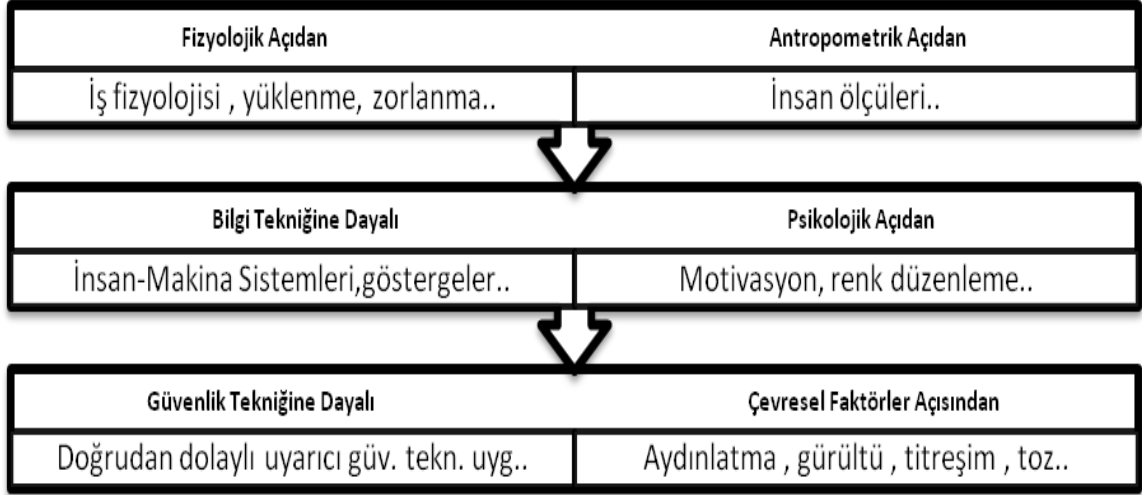 Fizyolojik Açıdan
Antropometrik Açıdan
İş fizyolojisi , yüklenme, zorlanma..
İnsan ölçüleri..
Bilgi Tekniğine Dayalı
Psikolojik Açıdan
İnsan-Makina Sistemleri,göstergeler..
Motivasyon, renk düzenleme..
Güvenlik Tekniğine Dayalı
Çevresel Faktörler Açısından
Doğrudan dolaylı uyarıcı güv. tekn. uyg..
Aydınlatma , gürültü , titreşim , toz..